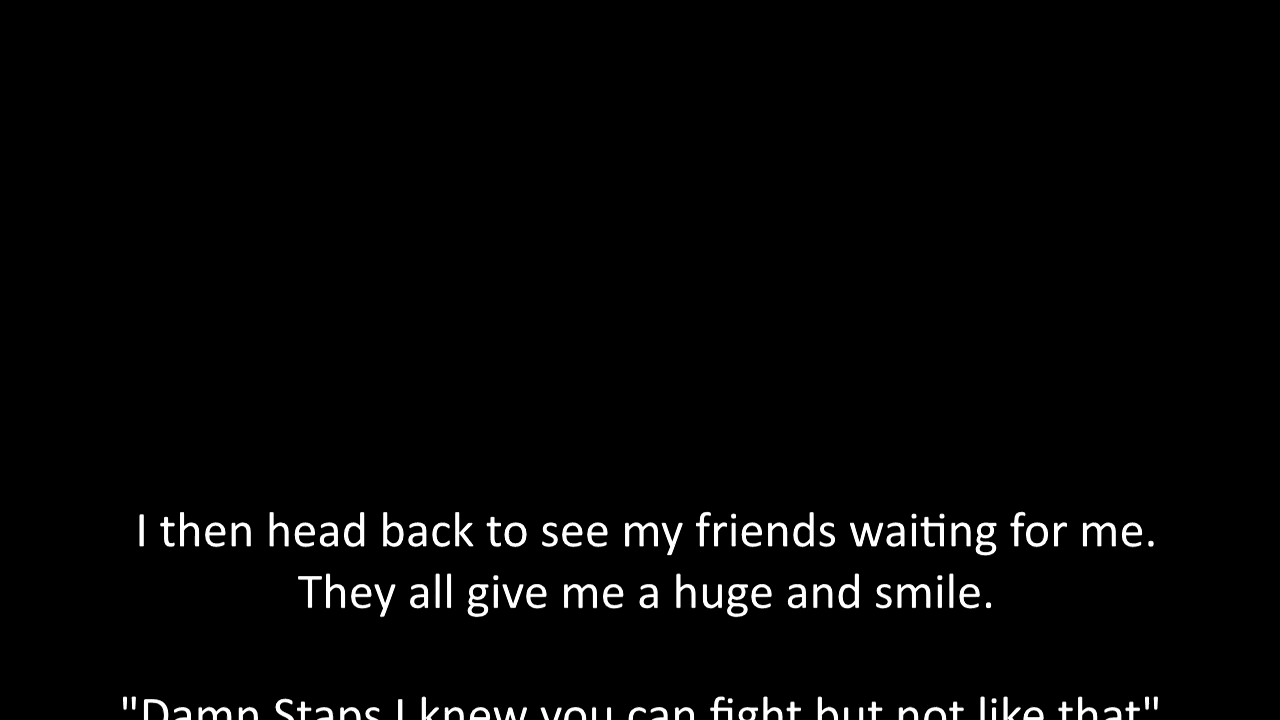 I then head back to see my friends waiting for me.
They all give me a huge and smile.
"Damn Staps I knew you can fight but not like that"